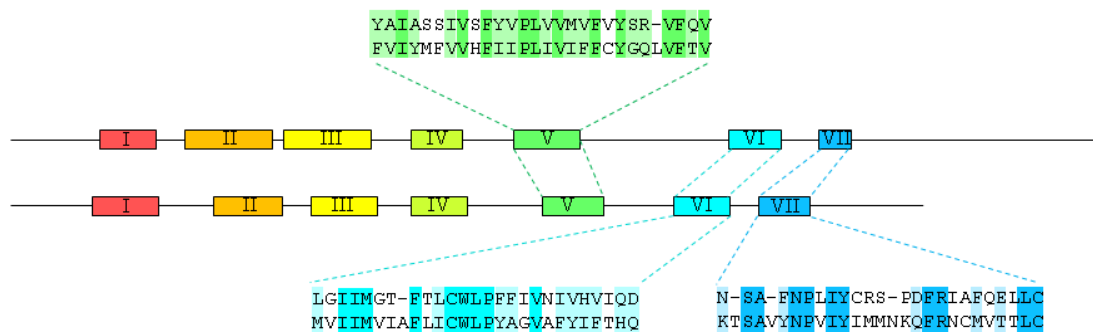 YAIASSIVSFYVPLVVMVFVYSR-VFQV
FVIYMFVVHFIIPLIVIFFCYGQLVFTV
I II III IV V VI VII
I II III IV V VI VII
LGIIMGT-FTLCWLPFFIVNIVHVIQD
MVIIMVIAFLICWLPYAGVAFYIFTHQ
N-SA-FNPLIYCRS-PDFRIAFQELLC
KTSAVYNPVIYIMMNKQFRNCMVTTLC